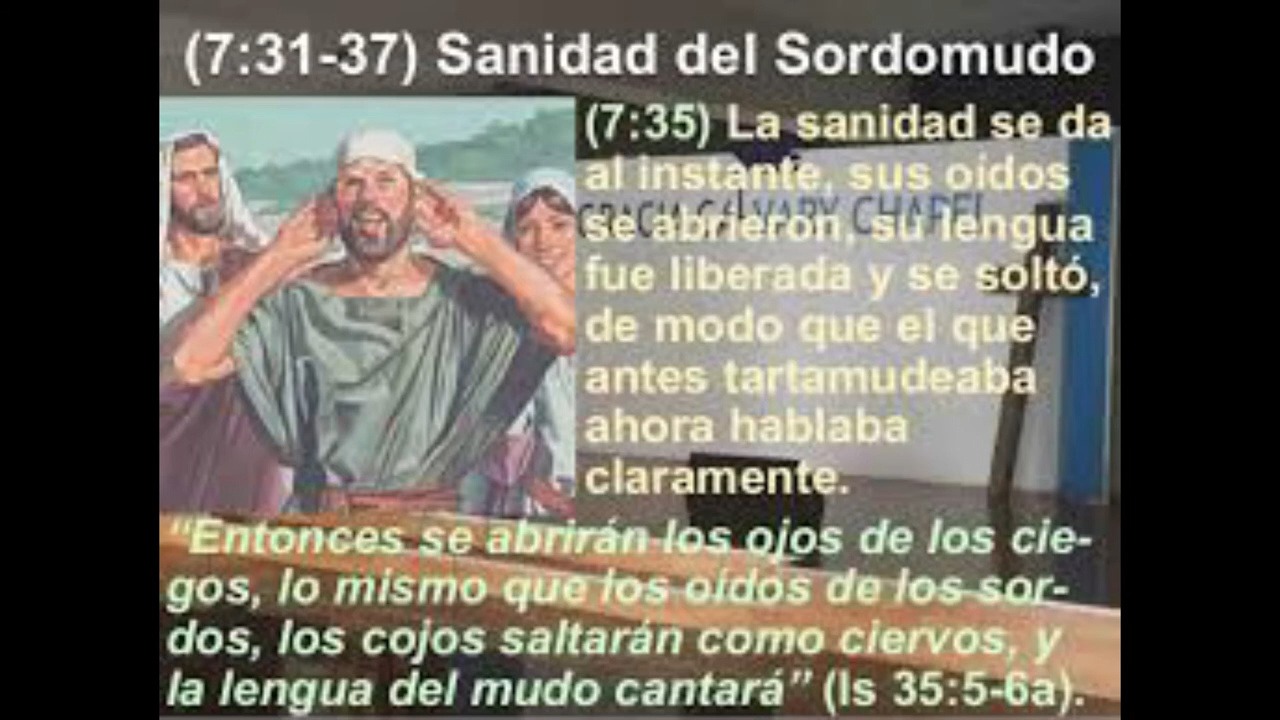 (7:31-37) Sanidad del Sordomudo
(7:35) La sanidad se da
al instante, sus oídos
GRACIA CALVARY CHAPEL
se abrieron, su lengua
fue liberada y se soltó,
de modo que el que
antes tartamudeaba
ahora hablaba
claramente.
“Entonces se abrirán los ojos de los cie-
gos, lo mismo que los oídos de los sor-
dos, los cojos saltarán como ciervos, y
la lengua del mudo cantará” (Is 35:5-6a).